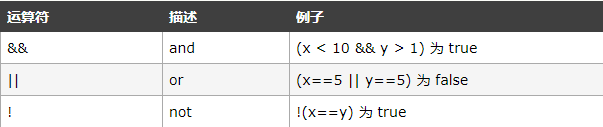 运算符 描述 例子
&& and (x < 10 && y > 1) 为 true
|| or (x==5 || y==5) 为 false
! not !(x==y) 为 true